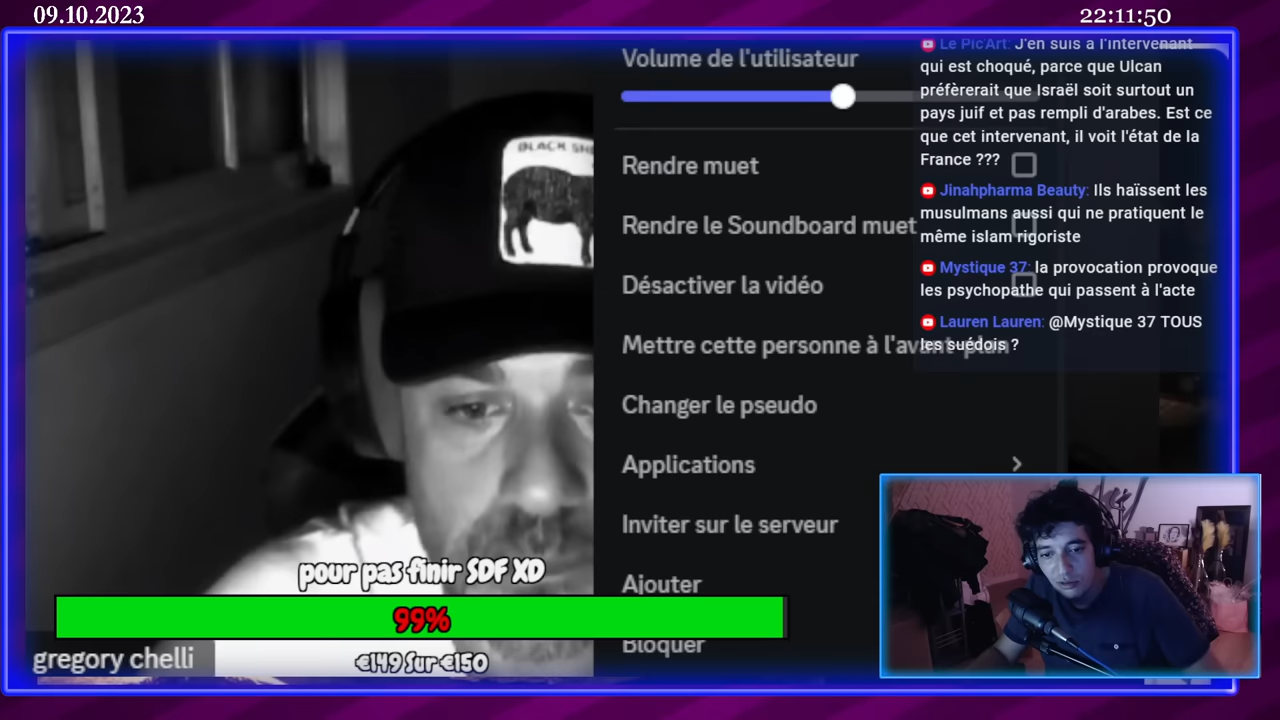 09.10.2023
22:11:50
Volume de l'utilisateur
Rendre muet
Rendre le Soundboard muet
Désactiver la vidéo
Mettre cette personne à l'avant-plan
Changer le pseudo
Applications
Inviter sur le serveur
Ajouter
Bloquer
Le Pic'Art: J'en suis à l'intervenant
qui est choqué, parce que Ulcan
préfèrerait que Israël soit surtout un
pays juif et pas rempli d'arabes. Est ce
que cet intervenant, il voit l'état de la
France ???
Jinahpharma Beauty: Ils haïssent les
musulmans aussi qui ne pratiquent le
même islam rigoriste
Mystique 37: la provocation provoque
les psychopathe qui passent à l'acte
Lauren Lauren: @Mystique 37 TOUS
les suédois ?
BLACK SHE
pour pas finir SDF XD
99%
€149 Sur €150
gregory chelli